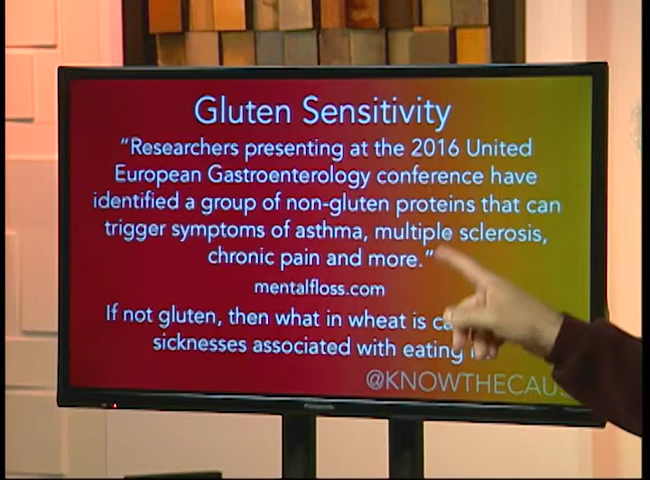 Gluten Sensitivity
“Researchers presenting at the 2016 United
European Gastroenterology conference have
identified a group of non-gluten proteins that can
trigger symptoms of asthma, multiple sclerosis,
chronic pain and more.”
mentalfloss.com
If not gluten, then what in wheat is
sicknesses associated with eating
@KNOWTHECAUS
Panasonic